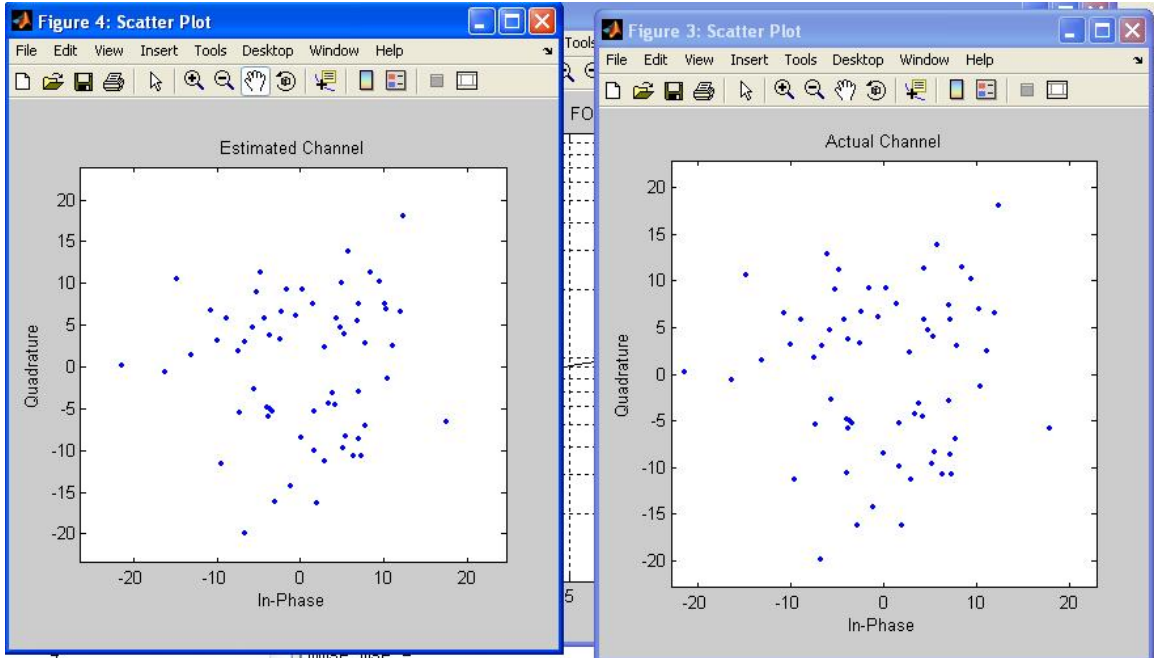 Figure 4: Scatter Plot
File Edit View Insert Tools Desktop Window Help
Estimated Channel
20
15
10
5
0
-5
-10
-15
-20
Quadrature
-20 -10 0 10 20
In-Phase
Tools
FO
5
Figure 3: Scatter Plot
File Edit View Insert Tools Desktop Window Help
Actual Channel
20
15
10
5
0
-5
-10
-15
-20
Quadrature
-20 -10 0 10 20
In-Phase